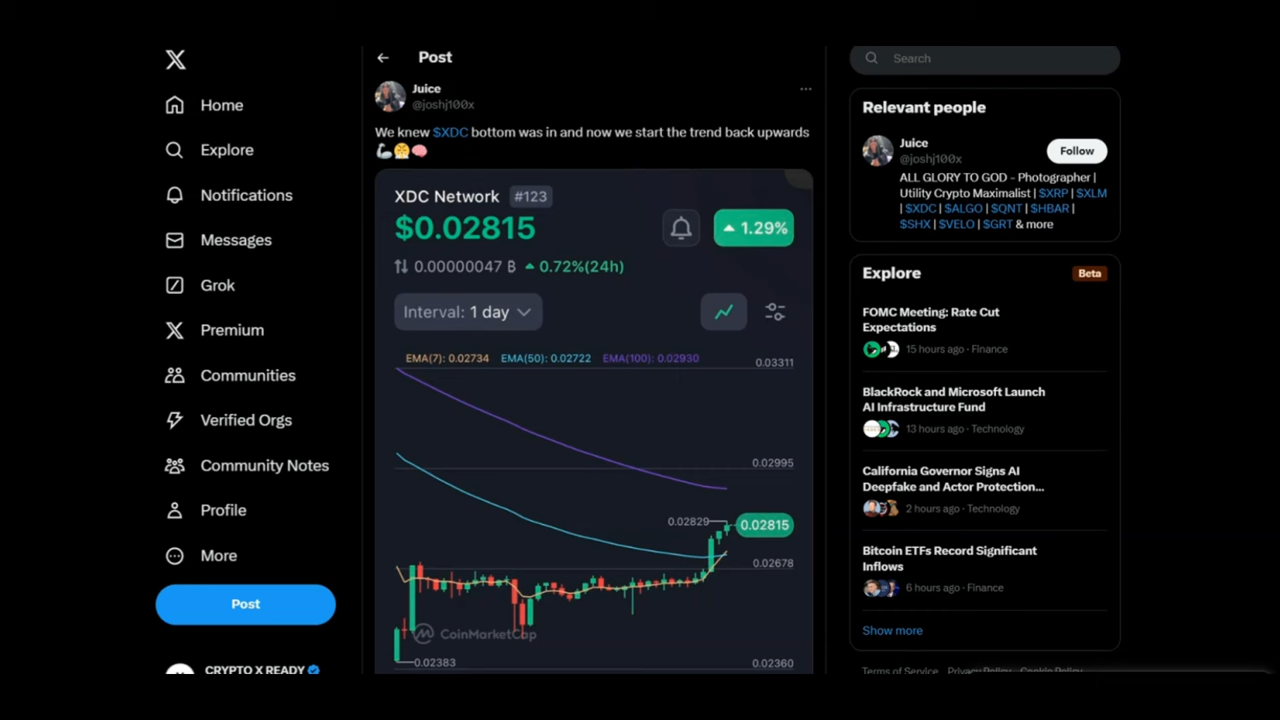 Home
Explore
Notifications
Messages
Grok
Premium
Communities
Verified Orgs
Community Notes
Profile
More
Post
CRYPTO X READY
Post
Juice
@joshj100x
We knew $XDC bottom was in and now we start the trend back upwards
XDC Network #123
$0.02815
1.29%
0.00000047 ₿ 0.72%(24h)
Interval: 1 day
EMA(7): 0.02734 EMA(50): 0.02722 EMA(100): 0.02930
0.03311
0.02995
0.02829
0.02815
0.02678
CoinMarketCap
0.02383
0.02360
Search
Relevant people
Juice
@joshj100x
Follow
ALL GLORY TO GOD - Photographer |
Utility Crypto Maximalist | $XRP | $XLM
| $XDC | $ALGO | $QNT | $HBAR |
$SHX | $VELO | $GRT & more
Explore
Beta
FOMC Meeting: Rate Cut
Expectations
15 hours ago · Finance
BlackRock and Microsoft Launch
AI Infrastructure Fund
13 hours ago · Technology
California Governor Signs AI
Deepfake and Actor Protection...
2 hours ago · Technology
Bitcoin ETFs Record Significant
Inflows
6 hours ago · Finance
Show more
Terms of Service Privacy Policy Cookie Policy